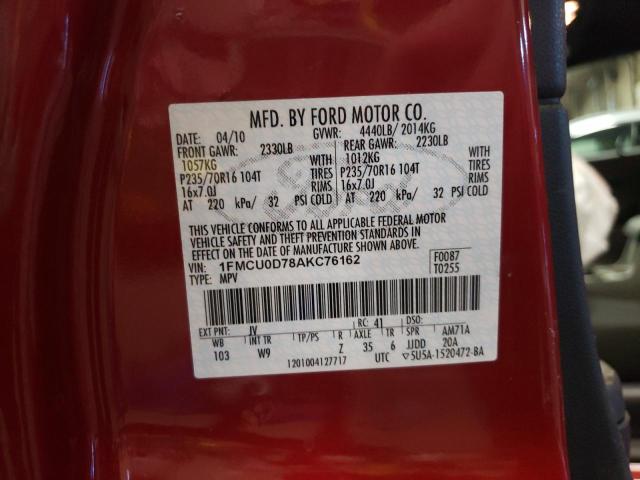 MFD. BY FORD MOTOR CO.
04/10 GVWR: 4440LB/ 2014KG
FRONT GAWR: 2330LB REAR GAWR: 2230LB
1057KG WITH 1012KG WITH
P235/70R16 104T TIRES P235/70R16 104T TIRES
16x7.0J RIMS 16x7.0J RIMS
AT 220 kPa/ 32 PSI COLD AT 220 kPa/ 32 PSI COLD
THIS VEHICLE CONFORMS TO ALL APPLICABLE FEDERAL MOTOR
VEHICLE SAFETY AND THEFT PREVENTION STANDARDS IN
EFFECT ON THE DATE OF MANUFACTURE SHOWN ABOVE.
VIN: 1FMCU0D78AKC76162 F0087
TYPE: MPV T0255
EXT PNT: JV RC: 41 AM71A
WB INT TR TP/PS R AXLE TR SPR 20A
103 W9 Z 35 6 JJDD
1201004127717 UTC 5U5A-1520472-BA
Ford